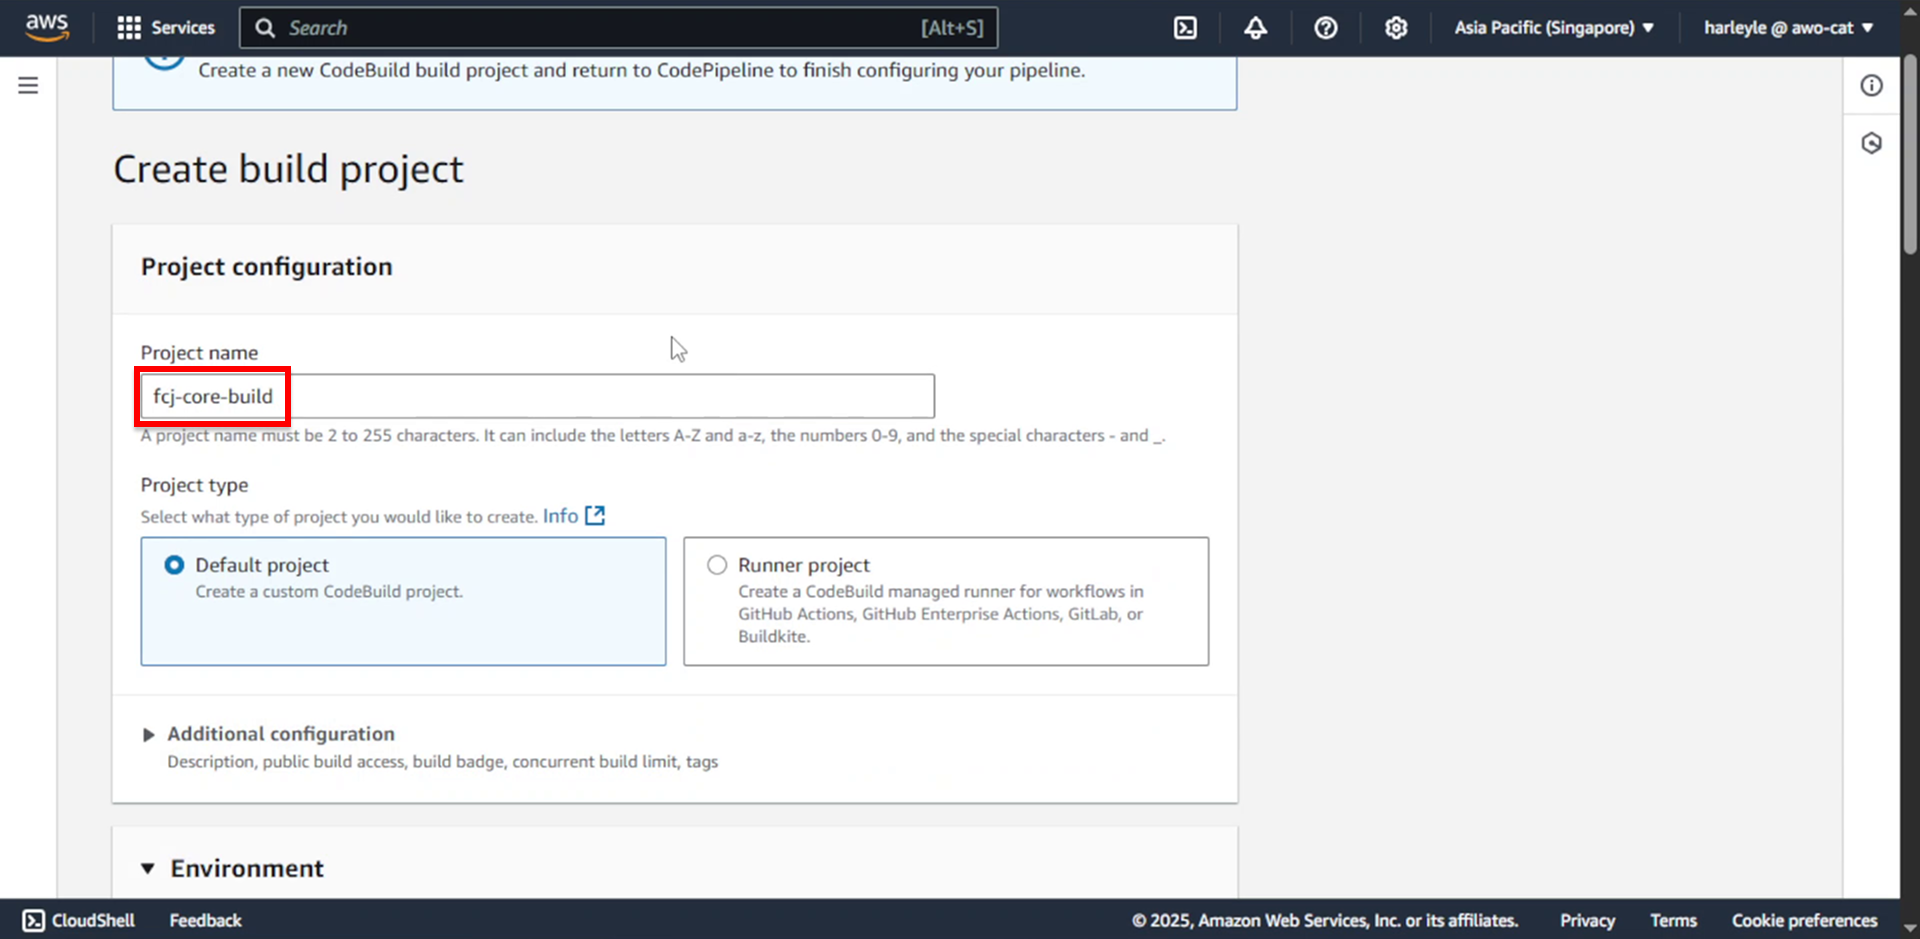 aws
Services
Search
[Alt+S]
Asia Pacific (Singapore) ▼
harleyle @ awo-cat ▼
Create a new CodeBuild build project and return to CodePipeline to finish configuring your pipeline.
Create build project
Project configuration
Project name
fcj-core-build
A project name must be 2 to 255 characters. It can include the letters A-Z and a-z, the numbers 0-9, and the special characters - and _.
Project type
Select what type of project you would like to create. Info
Default project
Create a custom CodeBuild project.
Runner project
Create a CodeBuild managed runner for workflows in
GitHub Actions, GitHub Enterprise Actions, GitLab, or
Buildkite.
Additional configuration
Description, public build access, build badge, concurrent build limit, tags
Environment
CloudShell
Feedback
© 2025, Amazon Web Services, Inc. or its affiliates.
Privacy
Terms
Cookie preferences